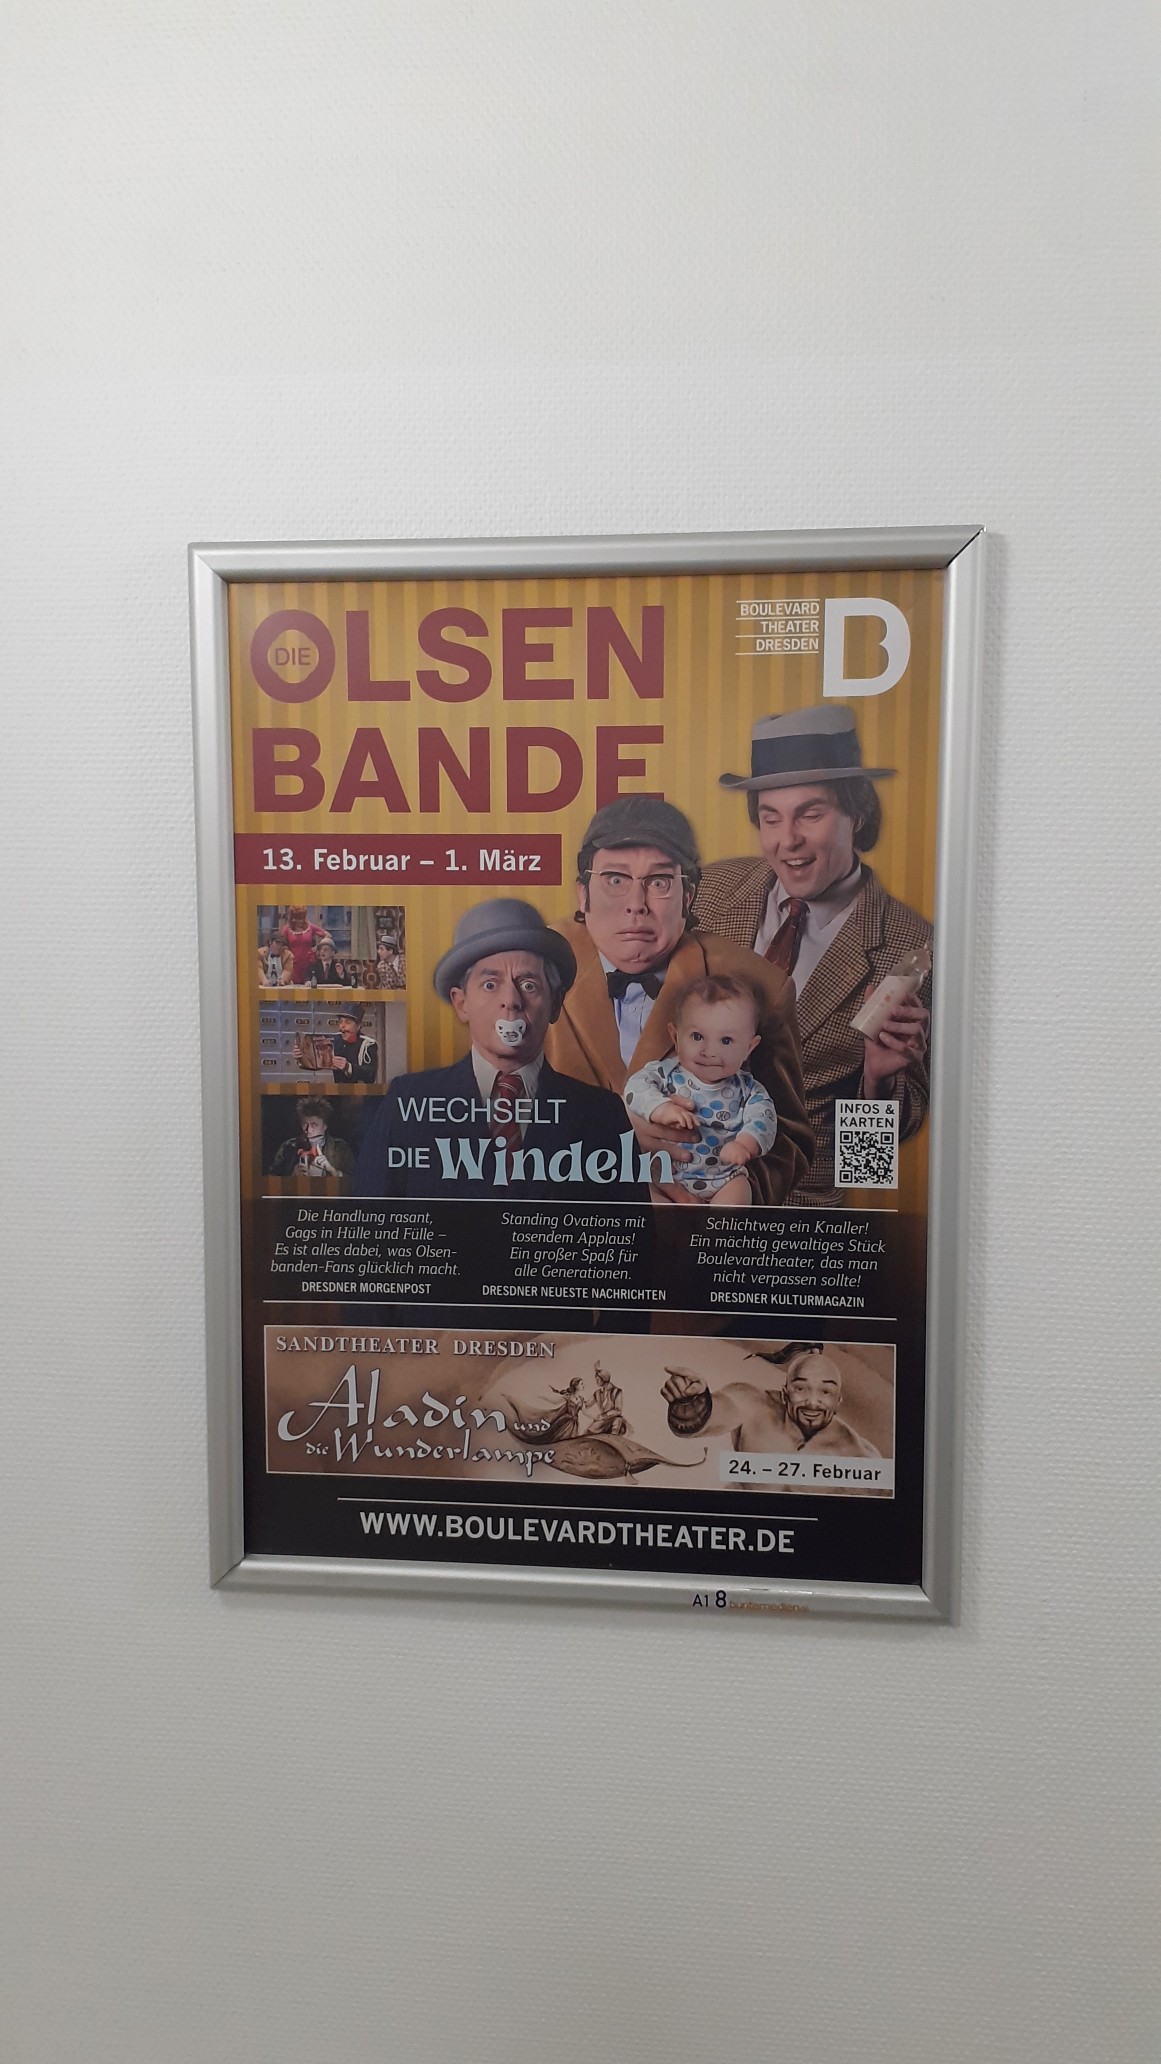 DIE
OLSEN
BANDE
BOULEVARD
THEATER
DRESDEN
13. Februar – 1. März
WECHSELT
DIE Windeln
INFOS &
KARTEN
Die Handlung rasant,
Gags in Hülle und Fülle –
Es ist alles dabei, was Olsen-
banden-Fans glücklich macht.
DRESDNER MORGENPOST
Standing Ovations mit
tosendem Applaus!
Ein großer Spaß für
alle Generationen.
DRESDNER NEUESTE NACHRICHTEN
Schlichtweg ein Knaller!
Ein mächtig gewaltiges Stück
Boulevardtheater, das man
nicht verpassen sollte!
DRESDNER KULTURMAGAZIN
SANDTHEATER DRESDEN
Aladin und
die Wunderlampe
24. – 27. Februar
WWW.BOULEVARDTHEATER.DE
A1 8